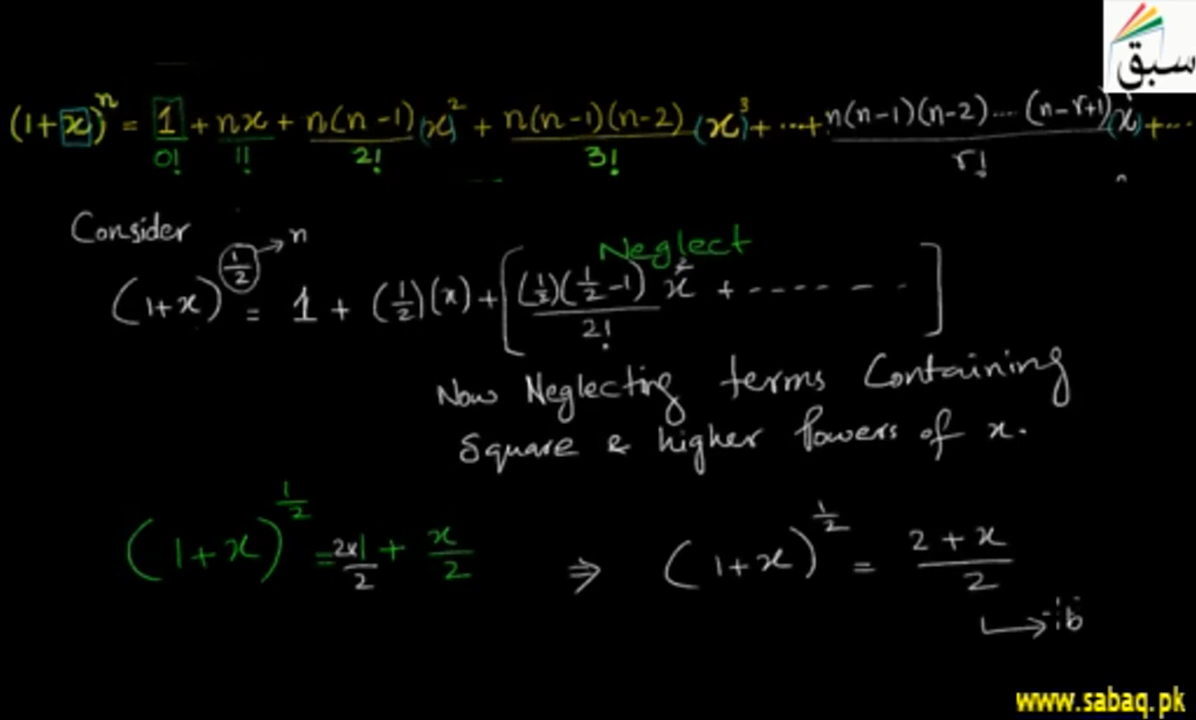 سبق
(1+x)^n = 1/0! + nx/1! + n(n-1)/2! (x)^2 + n(n-1)(n-2)/3! (x)^3 + ...+ n(n-1)(n-2)....(n-r+1)/r! (x)^r +...
Consider
n
Neglect
(1+x)^1/2 = 1 + (1/2)(x) + [(1/2)(1/2-1)/2! x^2 + - - - - - - - ]
Now Neglecting terms Containing
Square & higher Powers of x.
(1+x)^1/2 = 2x1/2 + x/2 ⇒ (1+x)^1/2 = 2+x/2
www.sabaq.pk